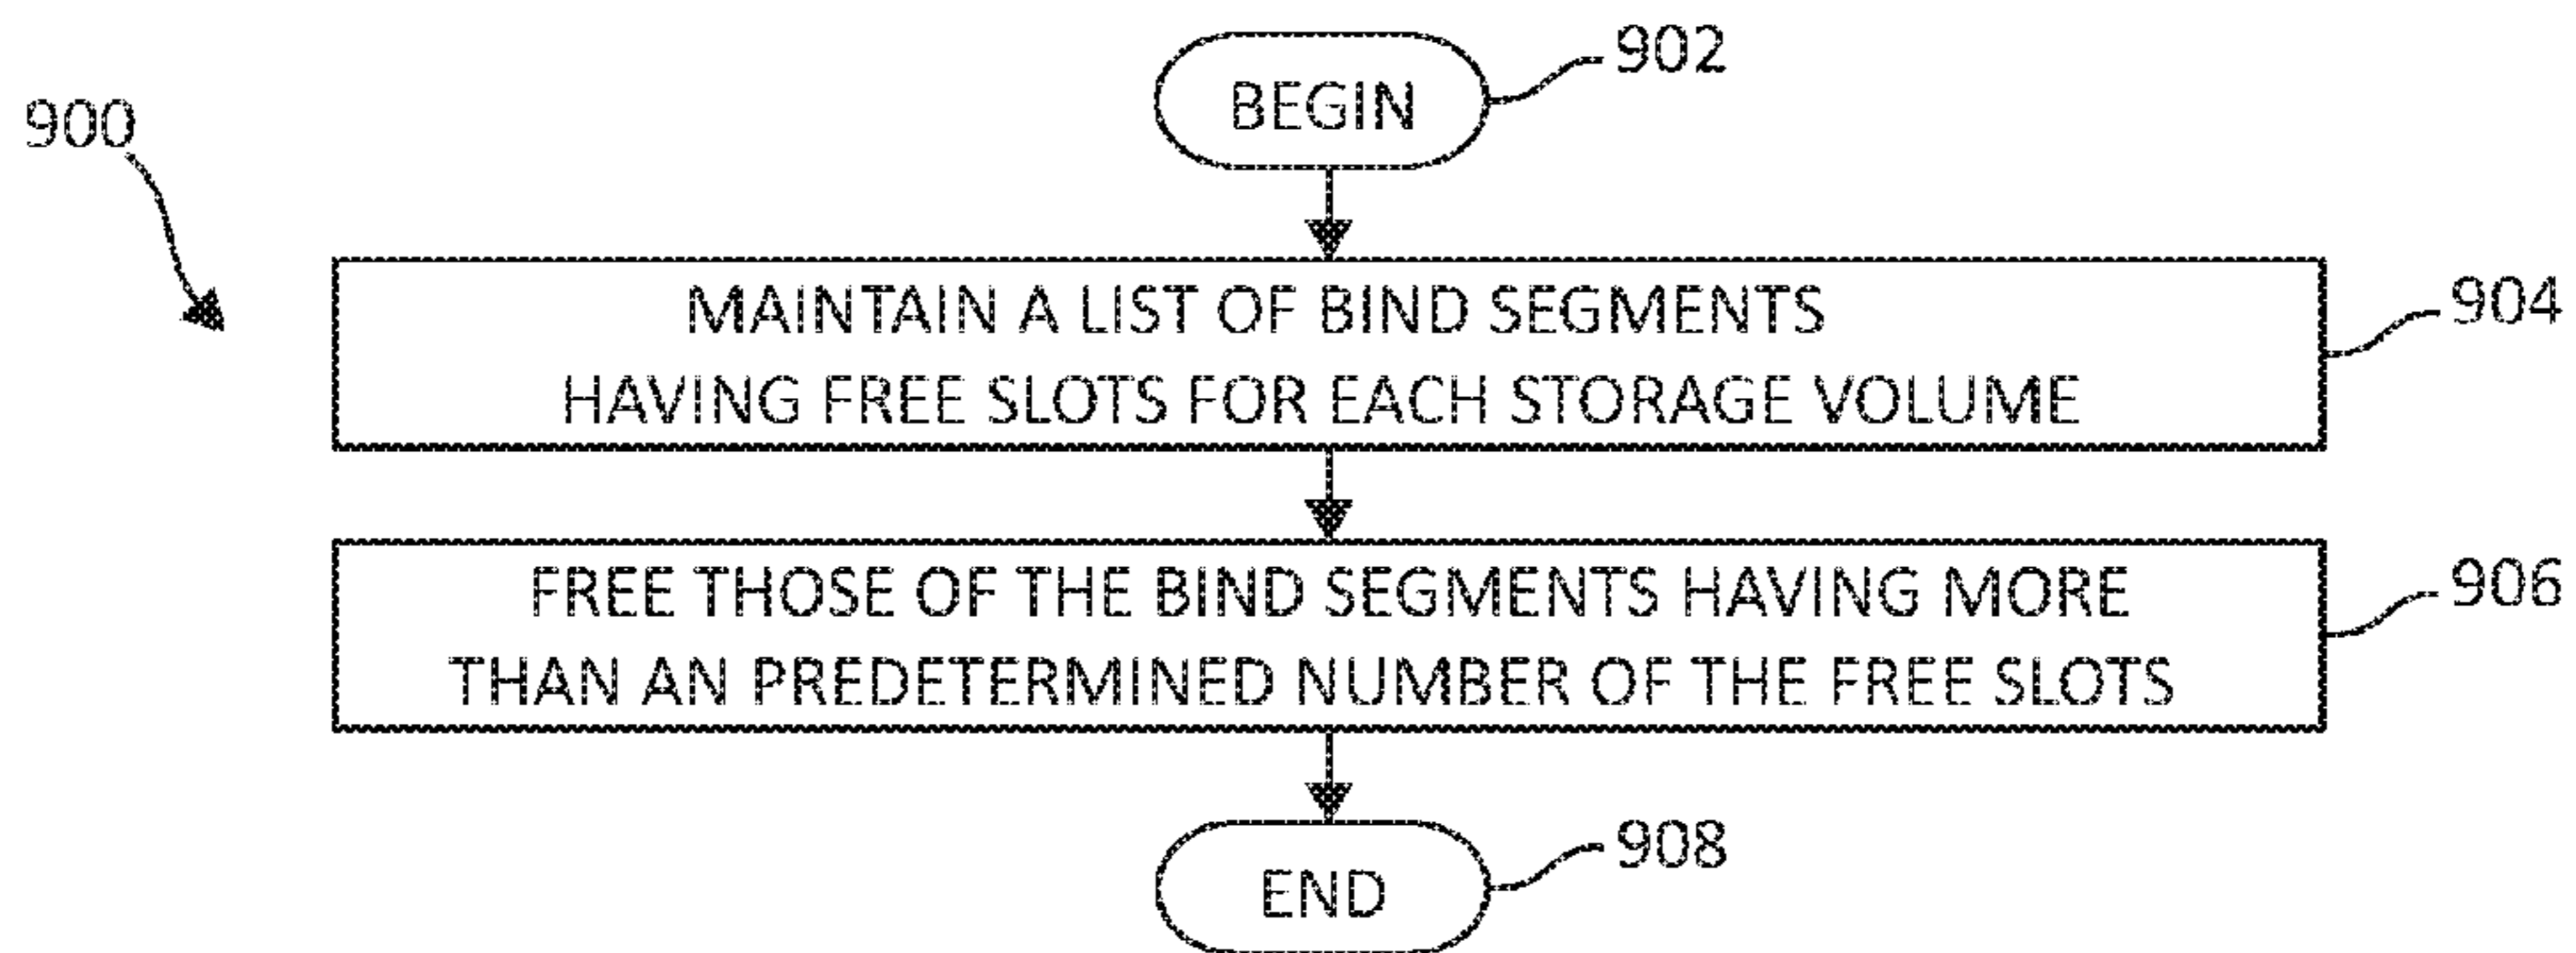 902
BEGIN
900
MAINTAIN A LIST OF BIND SEGMENTS
HAVING FREE SLOTS FOR EACH STORAGE VOLUME
904
FREE THOSE OF THE BIND SEGMENTS HAVING MORE
THAN AN PREDETERMINED NUMBER OF THE FREE SLOTS
906
908
END